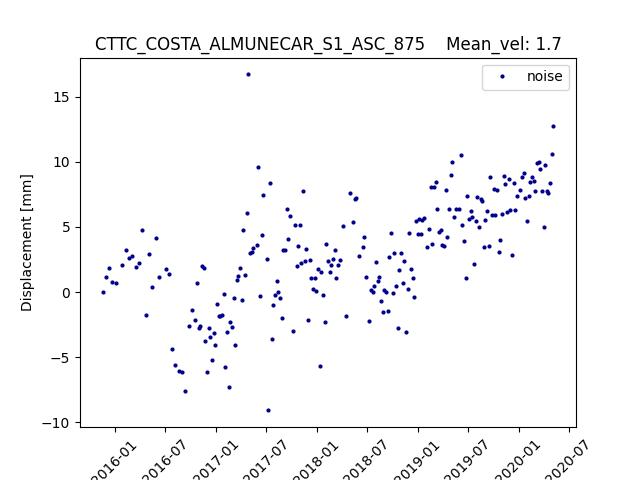 CTTC_COSTA_ALMUNECAR_S1_ASC_875 Mean_vel: 1.7
noise
Displacement [mm]
15
10
5
0
−5
−10
2016-01 2016-07 2017-01 2017-07 2018-01 2018-07 2019-01 2019-07 2020-01 2020-07